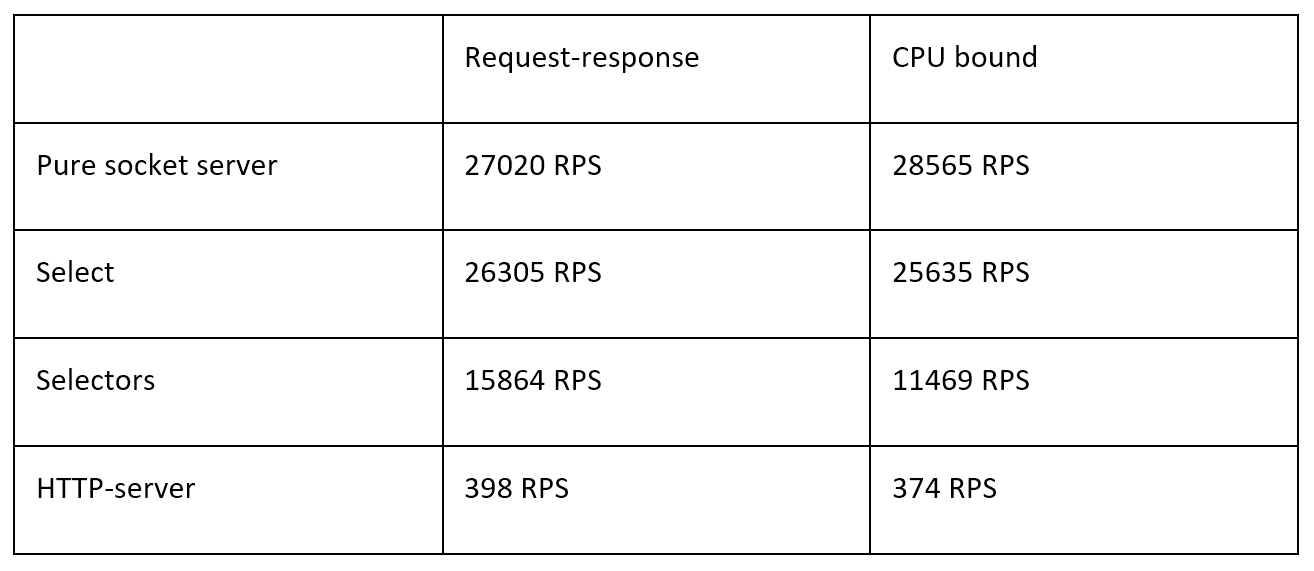 Request-response CPU bound
Pure socket server 27020 RPS 28565 RPS
Select 26305 RPS 25635 RPS
Selectors 15864 RPS 11469 RPS
HTTP-server 398 RPS 374 RPS